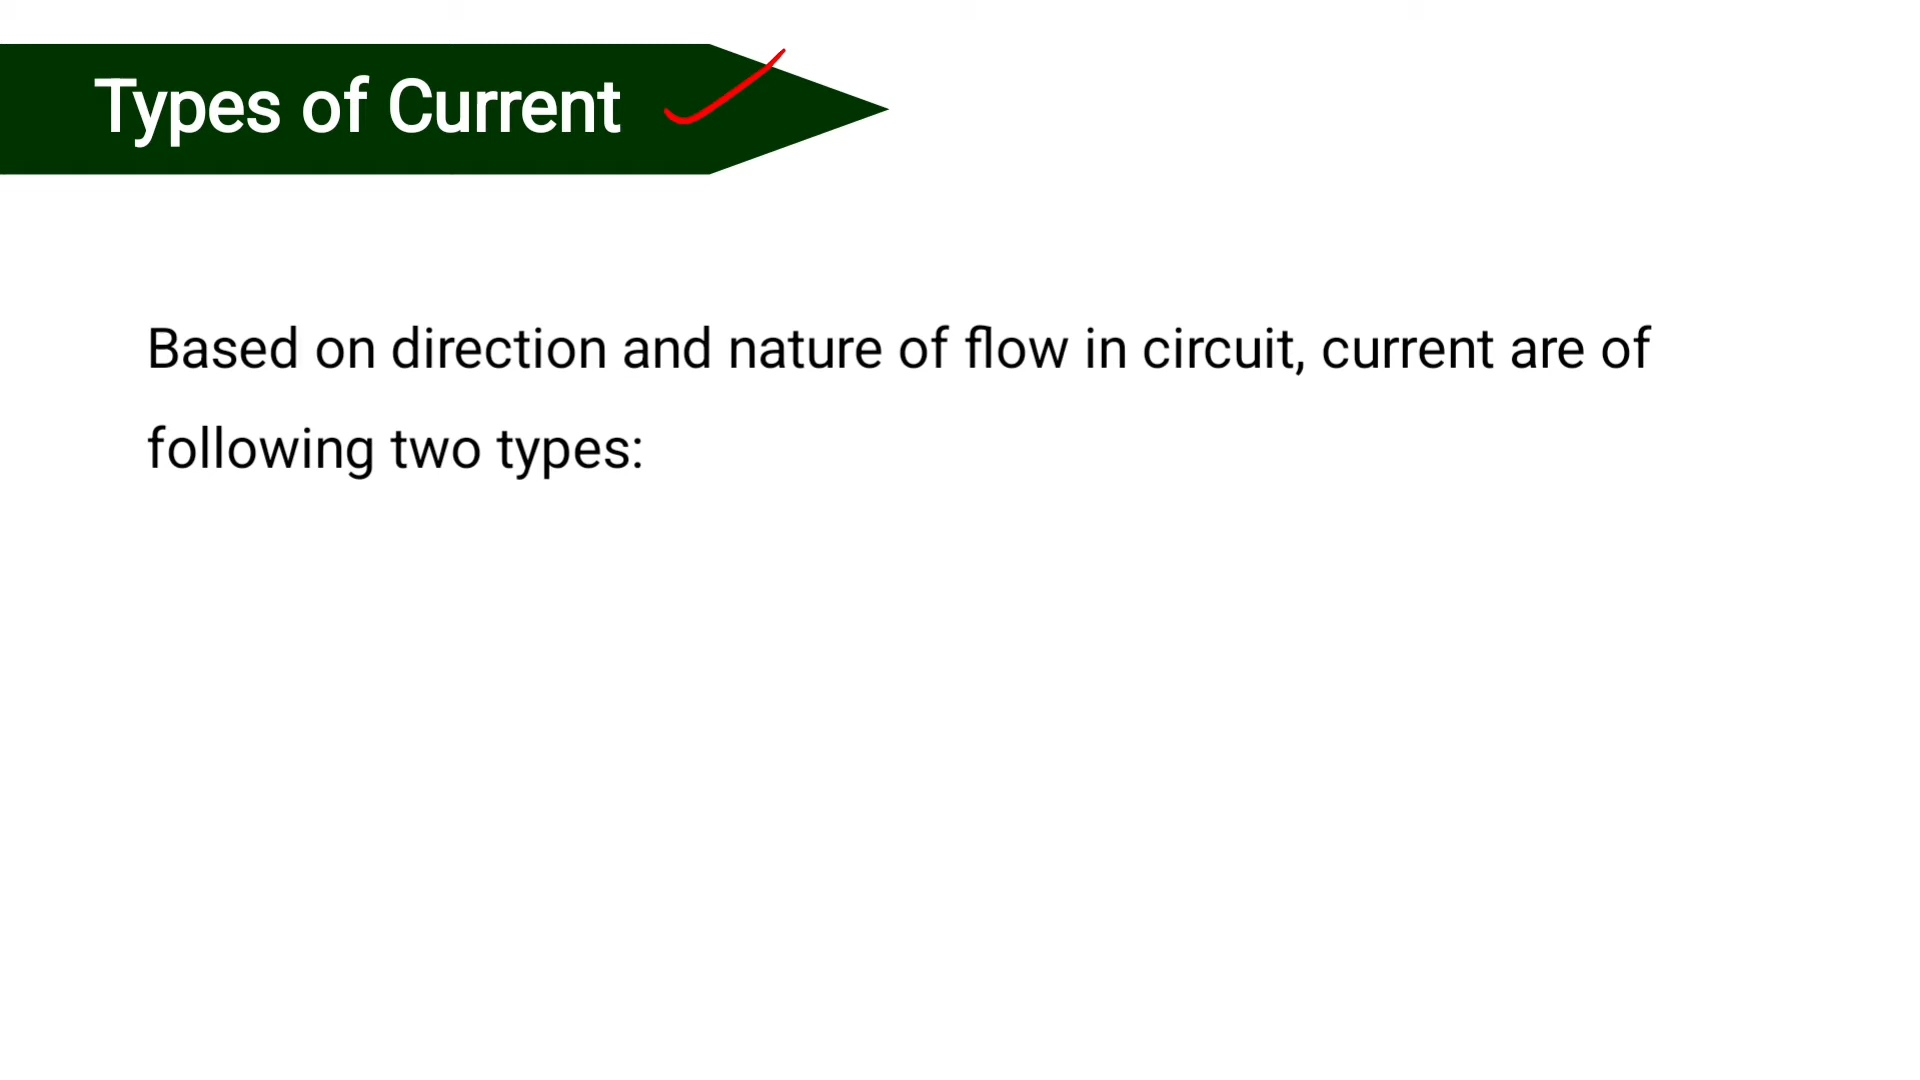 Types of Current
Based on direction and nature of flow in circuit, current are of
following two types: